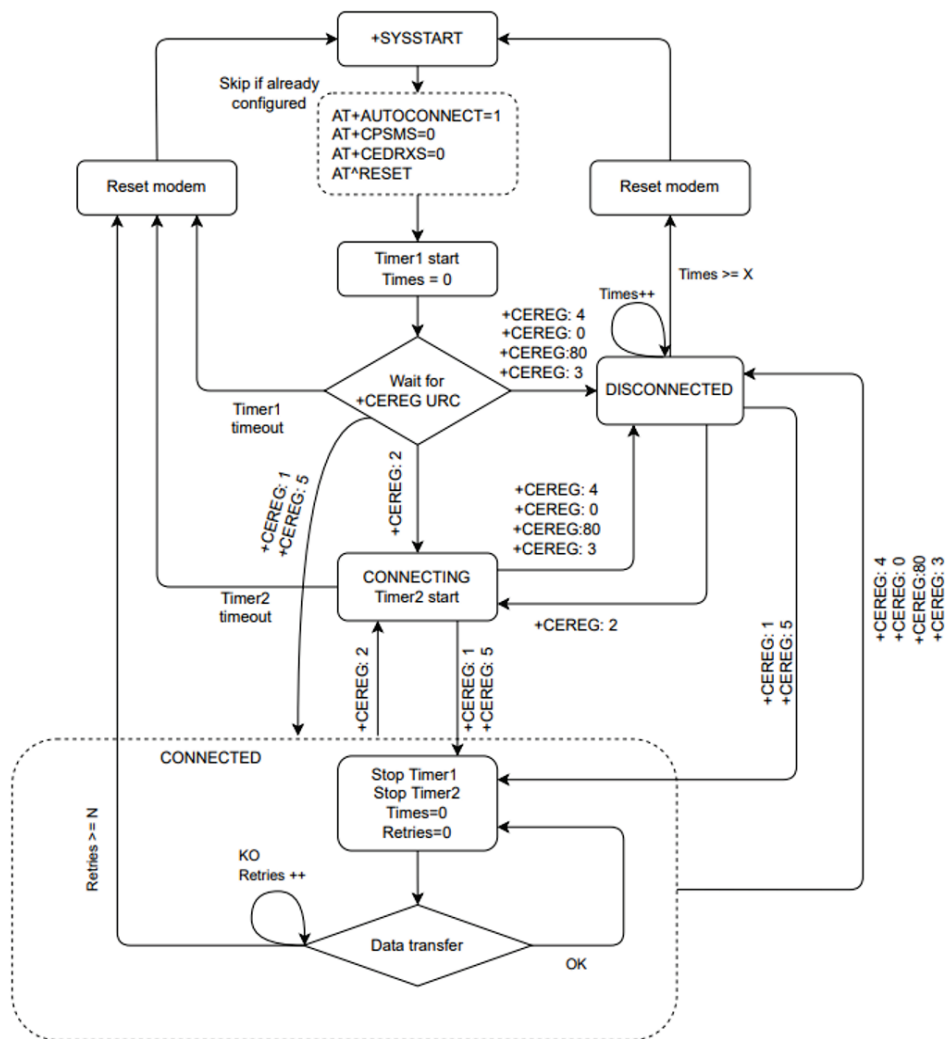 +SYSSTART
Skip if already
configured
AT+AUTOCONNECT=1
AT+CPSMS=0
AT+CEDRXS=0
AT^RESET
Reset modem
Reset modem
Timer1 start
Times = 0
Times >= X
Times++
+CEREG: 4
+CEREG: 0
+CEREG:80
+CEREG: 3
Wait for
+CEREG URC
DISCONNECTED
Timer1
timeout
+CEREG: 1
+CEREG: 5
+CEREG: 2
+CEREG: 4
+CEREG: 0
+CEREG:80
+CEREG: 3
CONNECTING
Timer2 start
Timer2
timeout
+CEREG: 2
+CEREG: 2
+CEREG: 1
+CEREG: 5
+CEREG: 1
+CEREG: 5
+CEREG: 4
+CEREG: 0
+CEREG:80
+CEREG: 3
CONNECTED
Stop Timer1
Stop Timer2
Times=0
Retries=0
Retries >= N
KO
Retries ++
Data transfer
OK